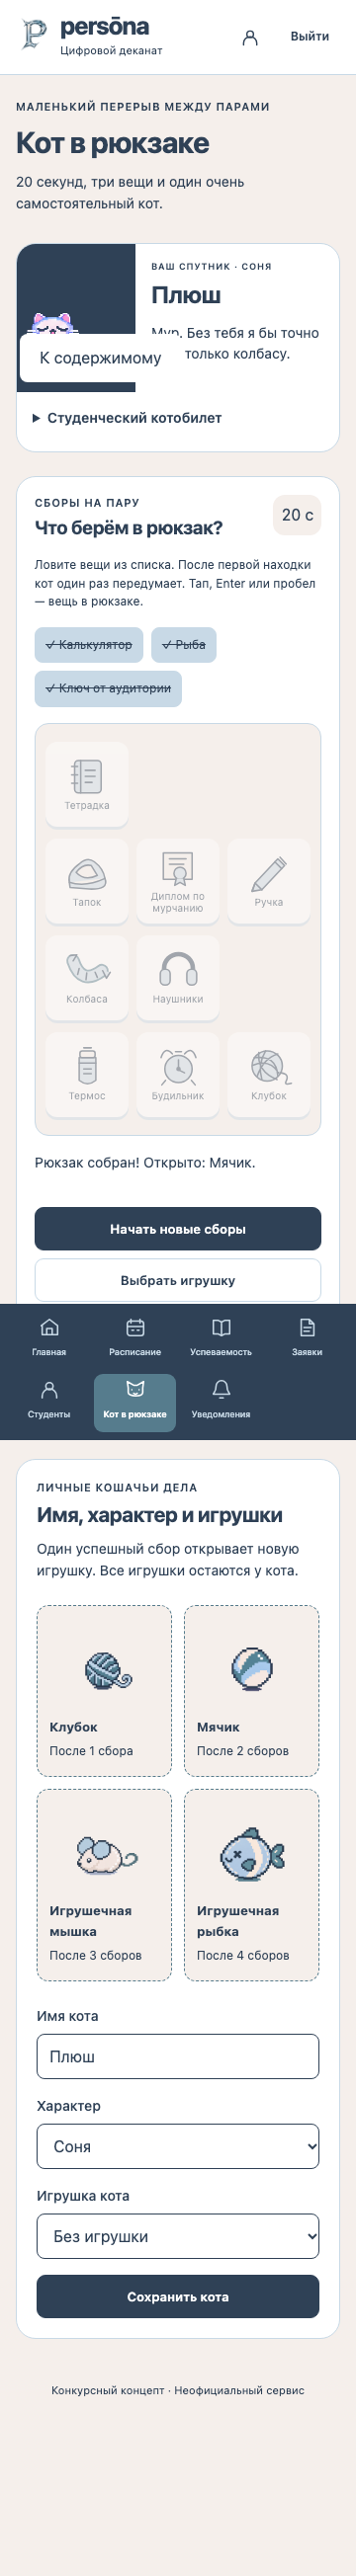 persōna
Цифровой деканат
Выйти
МАЛЕНЬКИЙ ПЕРЕРЫВ МЕЖДУ ПАРАМИ
Кот в рюкзаке
20 секунд, три вещи и один очень
самостоятельный кот.
ВАШ СПУТНИК · СОНЯ
Плюш
Мур. Без тебя я бы точно
только колбасу.
К содержимому
Студенческий котобилет
СБОРЫ НА ПАРУ
Что берём в рюкзак?
20 с
Ловите вещи из списка. После первой находки
кот один раз передумает. Тап, Enter или пробел
— вещь в рюкзаке.
✓ Калькулятор
✓ Рыба
✓ Ключ от аудитории
Тетрадка
Тапок
Диплом по
мурчанию
Ручка
Колбаса
Наушники
Термос
Будильник
Клубок
Рюкзак собран! Открыто: Мячик.
Начать новые сборы
Выбрать игрушку
Главная
Расписание
Успеваемость
Заявки
Студенты
Кот в рюкзаке
Уведомления
ЛИЧНЫЕ КОШАЧЬИ ДЕЛА
Имя, характер и игрушки
Один успешный сбор открывает новую
игрушку. Все игрушки остаются у кота.
Клубок
После 1 сбора
Мячик
После 2 сборов
Игрушечная
мышка
После 3 сборов
Игрушечная
рыбка
После 4 сборов
Имя кота
Плюш
Характер
Соня
Игрушка кота
Без игрушки
Сохранить кота
Конкурсный концепт · Неофициальный сервис